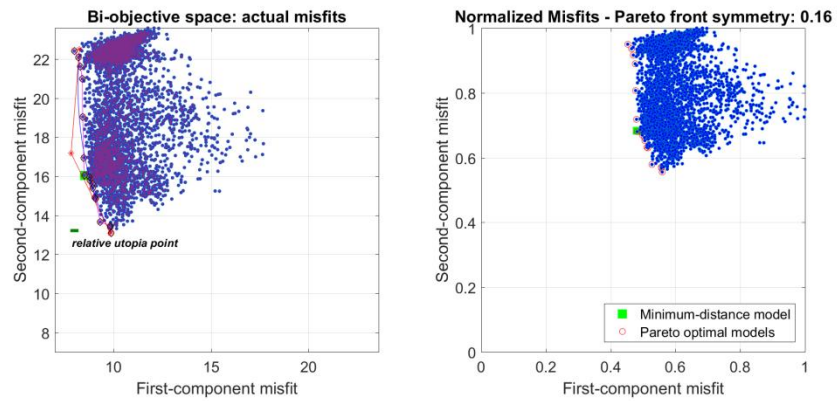 Bi-objective space: actual misfits
Second-component misfit
22
20
18
16
14
12
10
8
relative utopia point
10
15
20
First-component misfit
Normalized Misfits - Pareto front symmetry: 0.16
Second-component misfit
1
0.8
0.6
0.4
0.2
0
Minimum-distance model
Pareto optimal models
0
0.2
0.4
0.6
0.8
1
First-component misfit